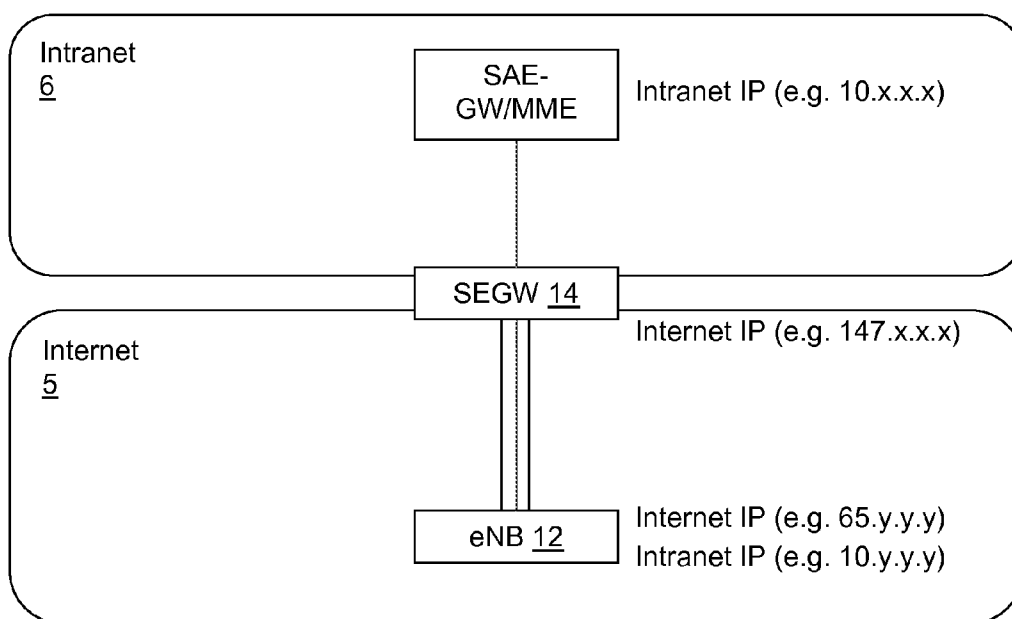 Intranet
6
SAE-
GW/MME
Intranet IP (e.g. 10.x.x.x)
SEGW 14
Internet IP (e.g. 147.x.x.x)
Internet
5
eNB 12
Internet IP (e.g. 65.y.y.y)
Intranet IP (e.g. 10.y.y.y)